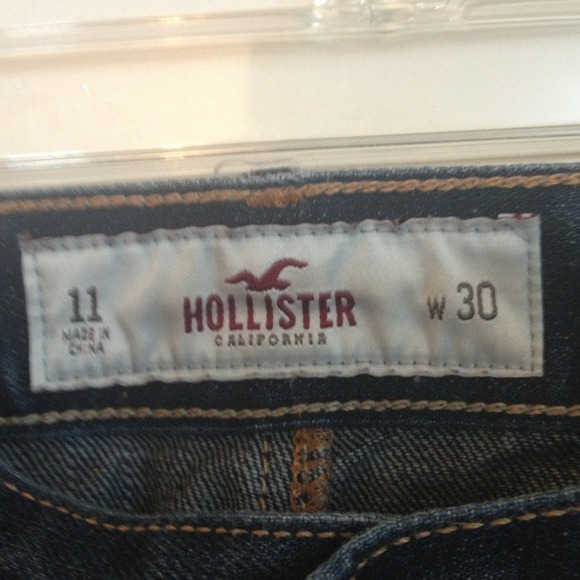 11
MADE IN
CHINA
HOLLISTER
CALIFORNIA
W 30